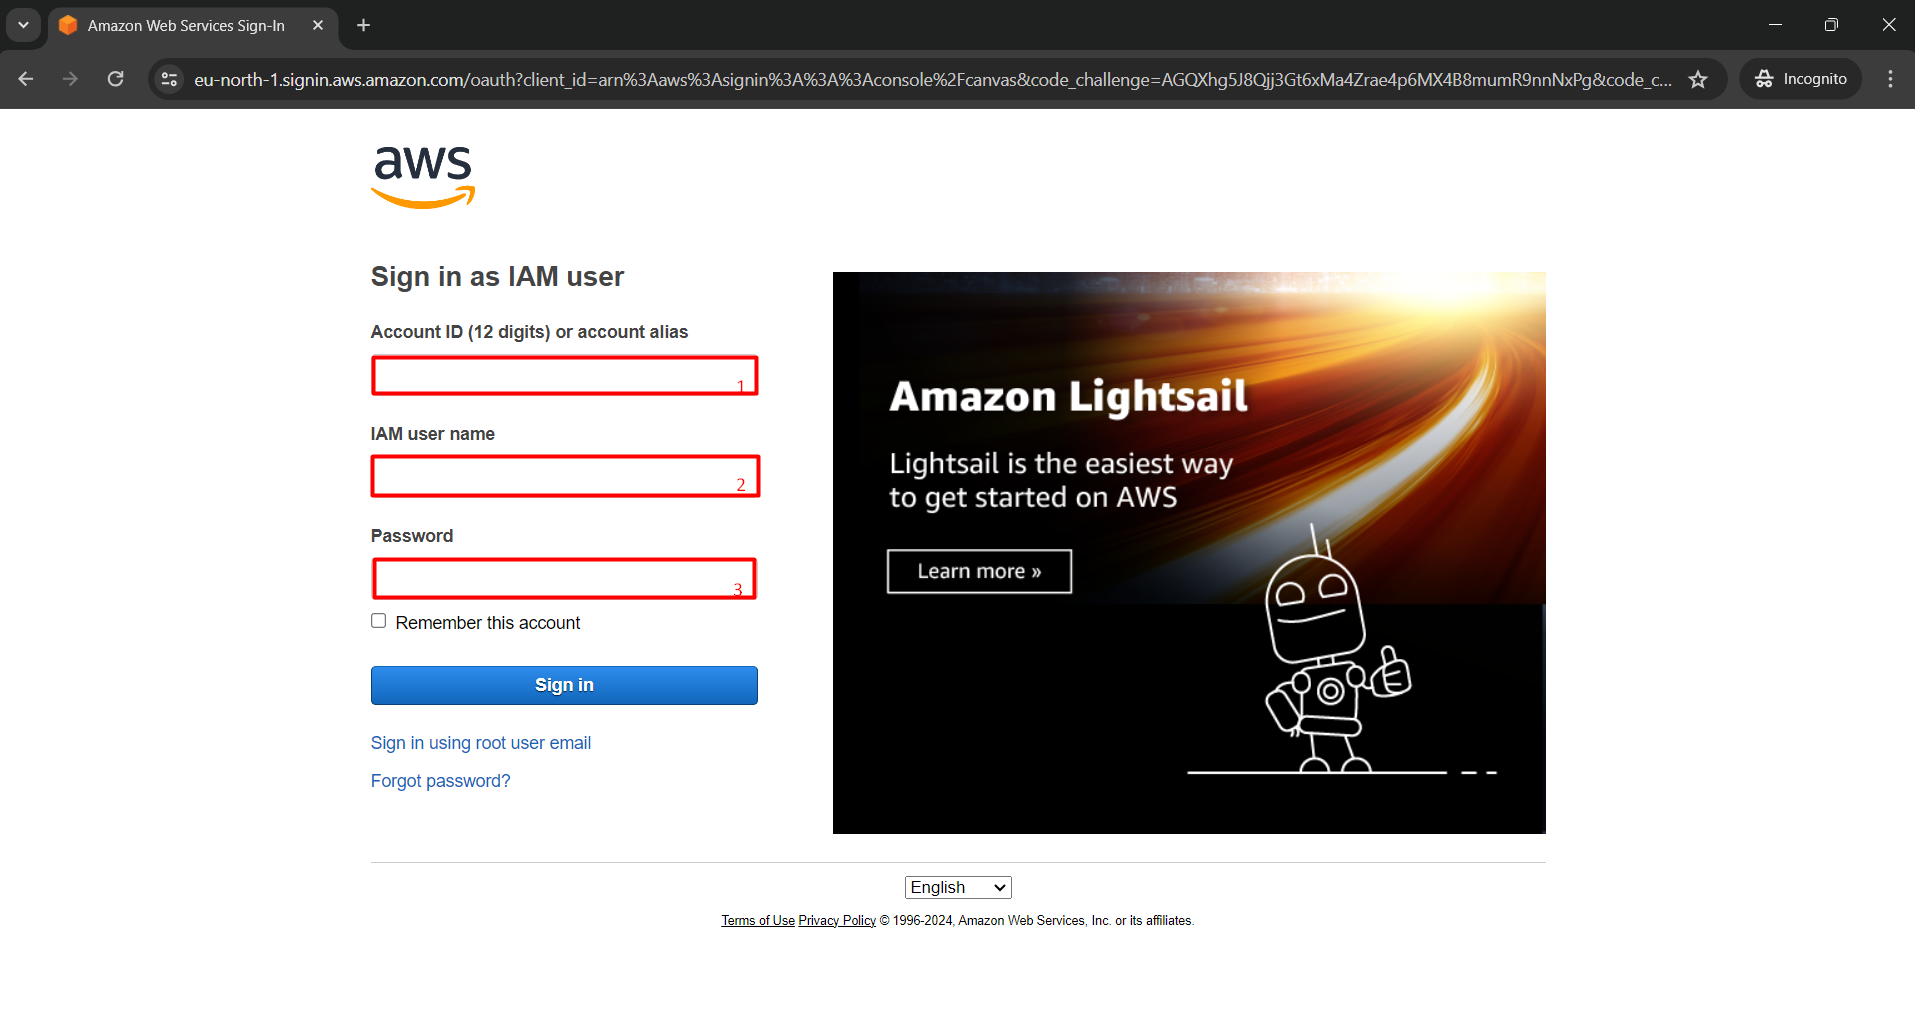 Amazon Web Services Sign-In
eu-north-1.signin.aws.amazon.com/oauth?client_id=arn%3Aaws%3Asignin%3A%3A%3Aconsole%2Fcanvas&code_challenge=AGQXhg5J8Qjj3Gt6xMa4Zrae4p6MX4B8mumR9nnNxPg&code_c...
Incognito
aws
Sign in as IAM user
Account ID (12 digits) or account alias
1
IAM user name
2
Password
3
Remember this account
Sign in
Sign in using root user email
Forgot password?
Amazon Lightsail
Lightsail is the easiest way
to get started on AWS
Learn more »
English
Terms of Use Privacy Policy © 1996-2024, Amazon Web Services, Inc. or its affiliates.